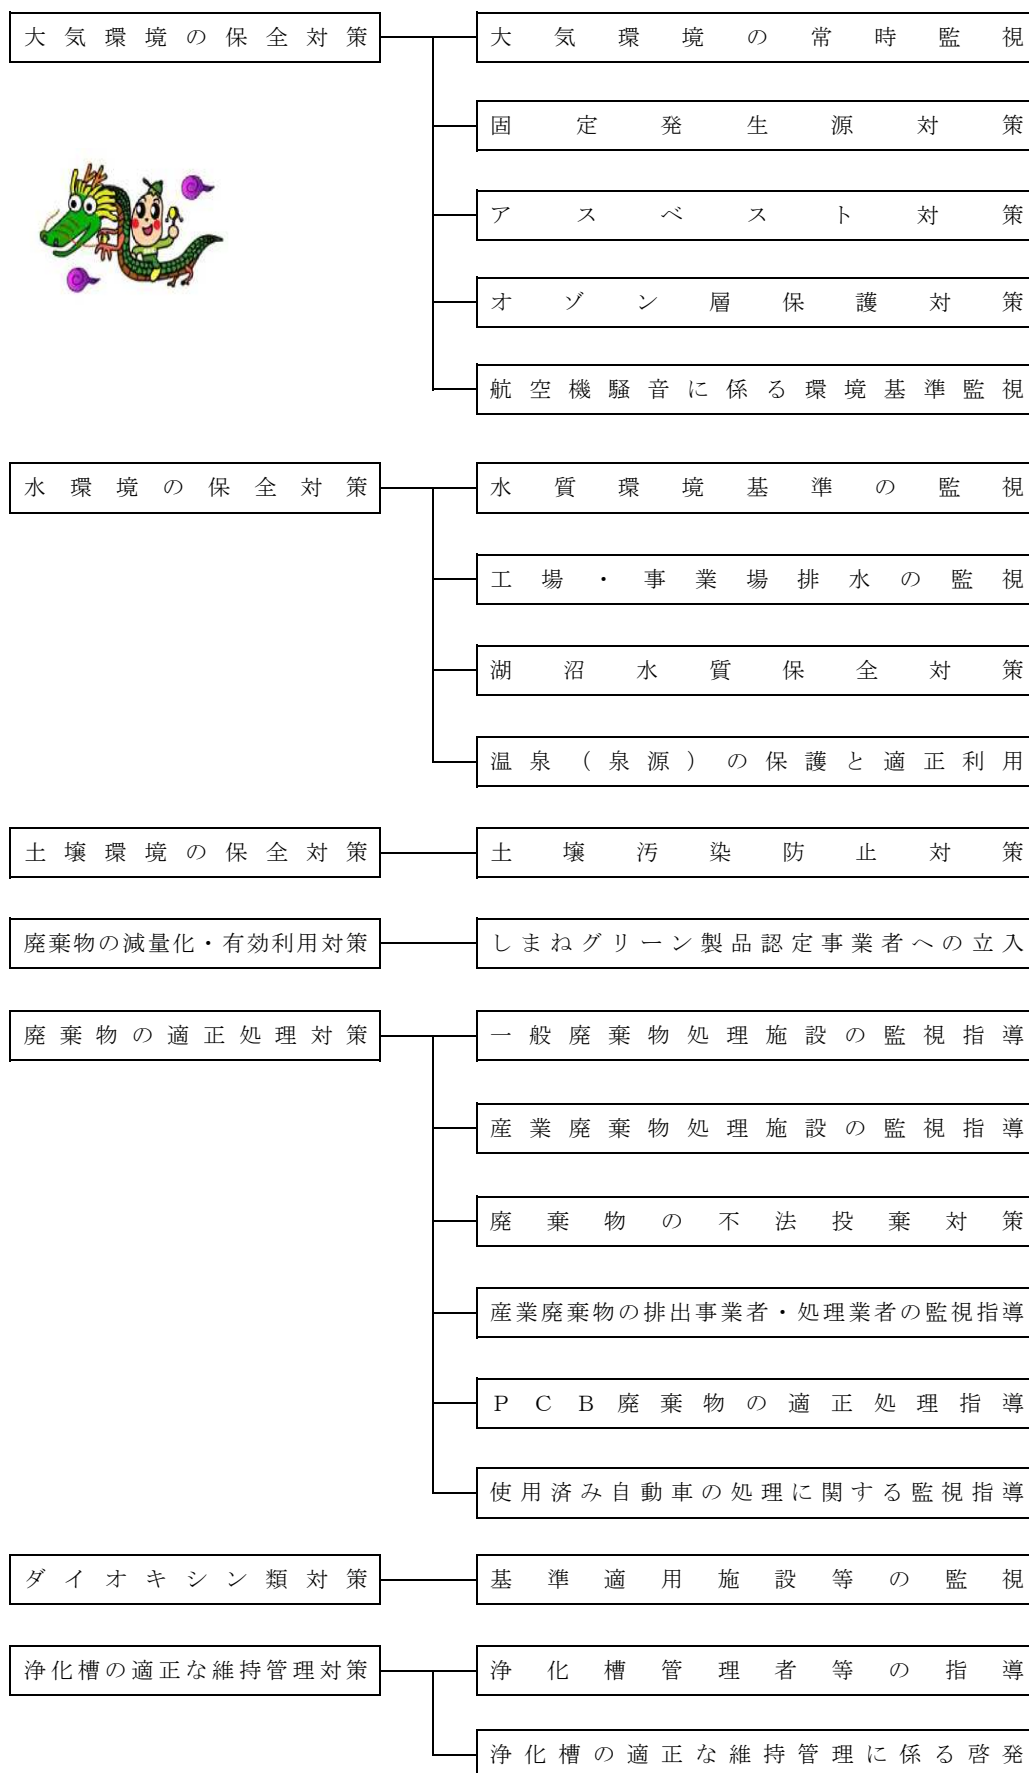 大気環境の保全対策
大気環境の常時監視
固定発生源対策
アスベスト対策
オゾン層保護対策
航空機騒音に係る環境基準監視
水環境の保全対策
水質環境基準の監視
工場・事業場排水の監視
湖沼水質保全対策
温泉（泉源）の保護と適正利用
土壌環境の保全対策
土壌汚染防止対策
廃棄物の減量化・有効利用対策
しまねグリーン製品認定事業者への立入
廃棄物の適正処理対策
一般廃棄物処理施設の監視指導
産業廃棄物処理施設の監視指導
廃棄物の不法投棄対策
産業廃棄物の排出事業者・処理業者の監視指導
ＰＣＢ廃棄物の適正処理指導
使用済み自動車の処理に関する監視指導
ダイオキシン類対策
基準適用施設等の監視
浄化槽の適正な維持管理対策
浄化槽管理者等の指導
浄化槽の適正な維持管理に係る啓発